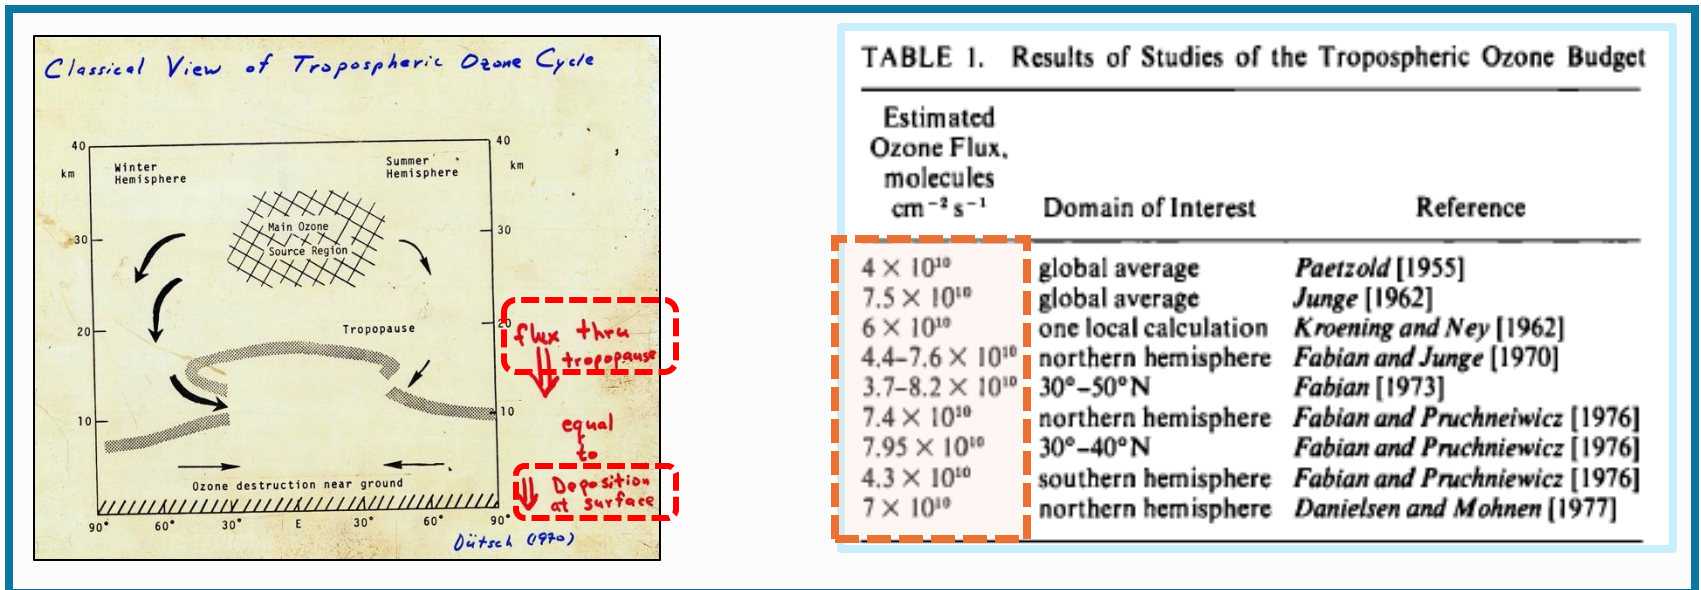 Classical View of Tropospheric Ozone Cycle
40
40
km
km
Winter
Hemisphere
Summer
Hemisphere
Main Ozone
Source Region
30
30
20
20
Tropopause
10
10
flux thru
tropopause
equal
to
Deposition
at surface
Ozone destruction near ground
90° 60° 30° E 30° 60° 90°
Dütsch (1970)
TABLE 1. Results of Studies of the Tropospheric Ozone Budget
Estimated
Ozone Flux,
molecules
cm⁻² s⁻¹ Domain of Interest Reference
4 × 10¹⁰ global average Paetzold [1955]
7.5 × 10¹⁰ global average Junge [1962]
6 × 10¹⁰ one local calculation Kroening and Ney [1962]
4.4–7.6 × 10¹⁰ northern hemisphere Fabian and Junge [1970]
3.7–8.2 × 10¹⁰ 30°–50°N Fabian [1973]
7.4 × 10¹⁰ northern hemisphere Fabian and Pruchneiwicz [1976]
7.95 × 10¹⁰ 30°–40°N Fabian and Pruchniewicz [1976]
4.3 × 10¹⁰ southern hemisphere Fabian and Pruchniewicz [1976]
7 × 10¹⁰ northern hemisphere Danielsen and Mohnen [1977]